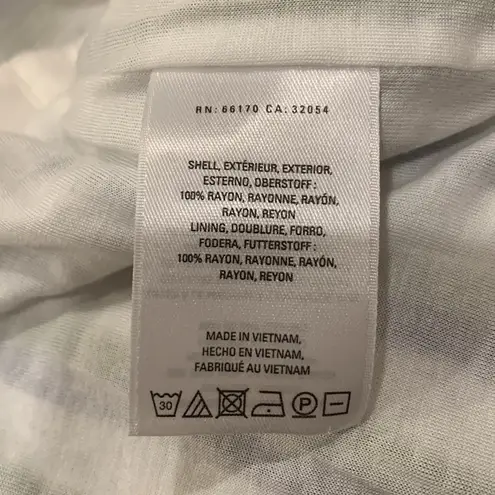 RN: 66170 CA: 32054
SHELL, EXTÉRIEUR, EXTERIOR,
ESTERNO, OBERSTOFF:
100% RAYON, RAYONNE, RAYÓN,
RAYON, REYON
LINING, DOUBLURE, FORRO,
FODERA, FUTTERSTOFF:
100% RAYON, RAYONNE, RAYÓN,
RAYON, REYON
MADE IN VIETNAM,
HECHO EN VIETNAM,
FABRIQUÉ AU VIETNAM
30 P